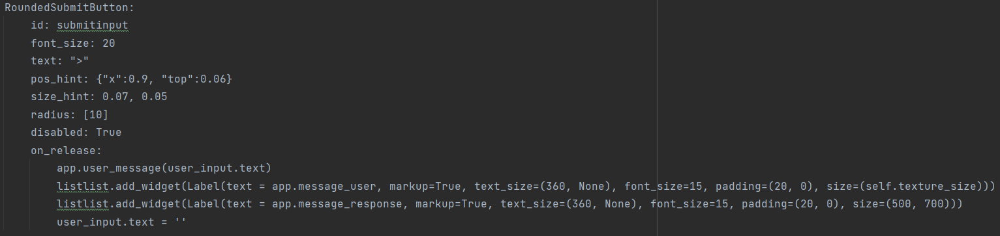 RoundedSubmitButton:
id: submitinput
font_size: 20
text: ">"
pos_hint: {"x":0.9, "top":0.06}
size_hint: 0.07, 0.05
radius: [10]
disabled: True
on_release:
app.user_message(user_input.text)
listlist.add_widget(Label(text = app.message_user, markup=True, text_size=(360, None), font_size=15, padding=(20, 0), size=(self.texture_size)))
listlist.add_widget(Label(text = app.message_response, markup=True, text_size=(360, None), font_size=15, padding=(20, 0), size=(500, 700)))
user_input.text = ''